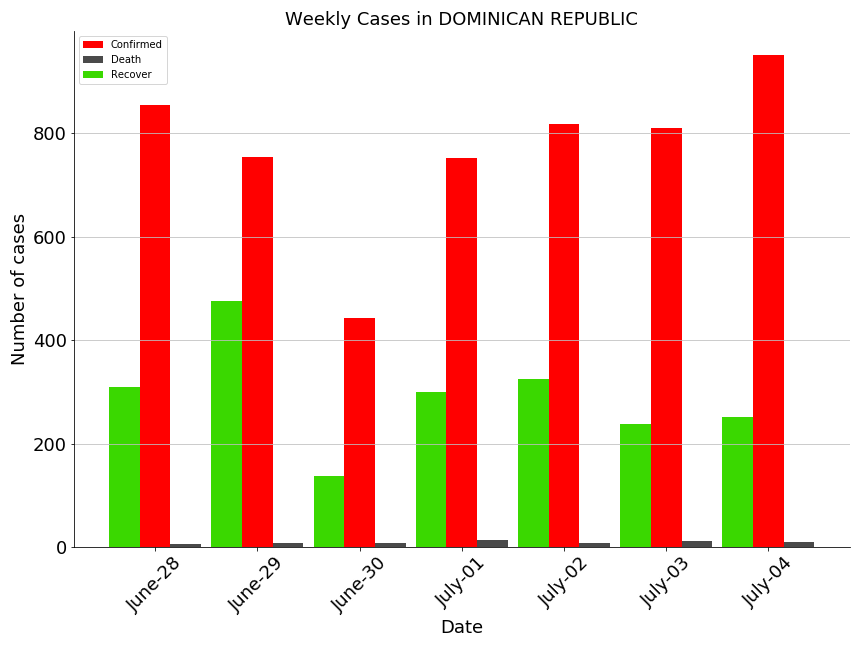 Weekly Cases in DOMINICAN REPUBLIC
Confirmed
Death
Recover
Number of cases
800
600
400
200
0
June-28
June-29
June-30
July-01
July-02
July-03
July-04
Date